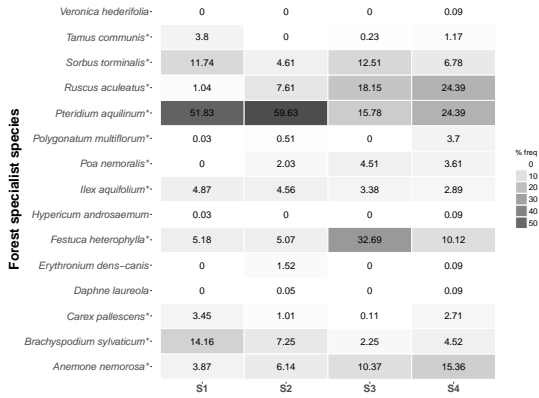 Forest specialist species
Veronica hederifolia 0 0 0 0.09
Tamus communis* 3.8 0 0.23 1.17
Sorbus torminalis* 11.74 4.61 12.51 6.78
Ruscus aculeatus* 1.04 7.61 18.15 24.39
Pteridium aquilinum* 51.83 59.63 15.78 24.39
Polygonatum multiflorum* 0.03 0.51 0 3.7
Poa nemoralis* 0 2.03 4.51 3.61
Ilex aquifolium* 4.87 4.56 3.38 2.89
Hypericum androsaemum 0.03 0 0 0.09
Festuca heterophylla* 5.18 5.07 32.69 10.12
Erythronium dens−canis 0 1.52 0 0.09
Daphne laureola 0 0.05 0 0.09
Carex pallescens* 3.45 1.01 0.11 2.71
Brachyspodium sylvaticum* 14.16 7.25 2.25 4.52
Anemone nemorosa* 3.87 6.14 10.37 15.36
S1 S2 S3 S4
% freq
0
10
20
30
40
50